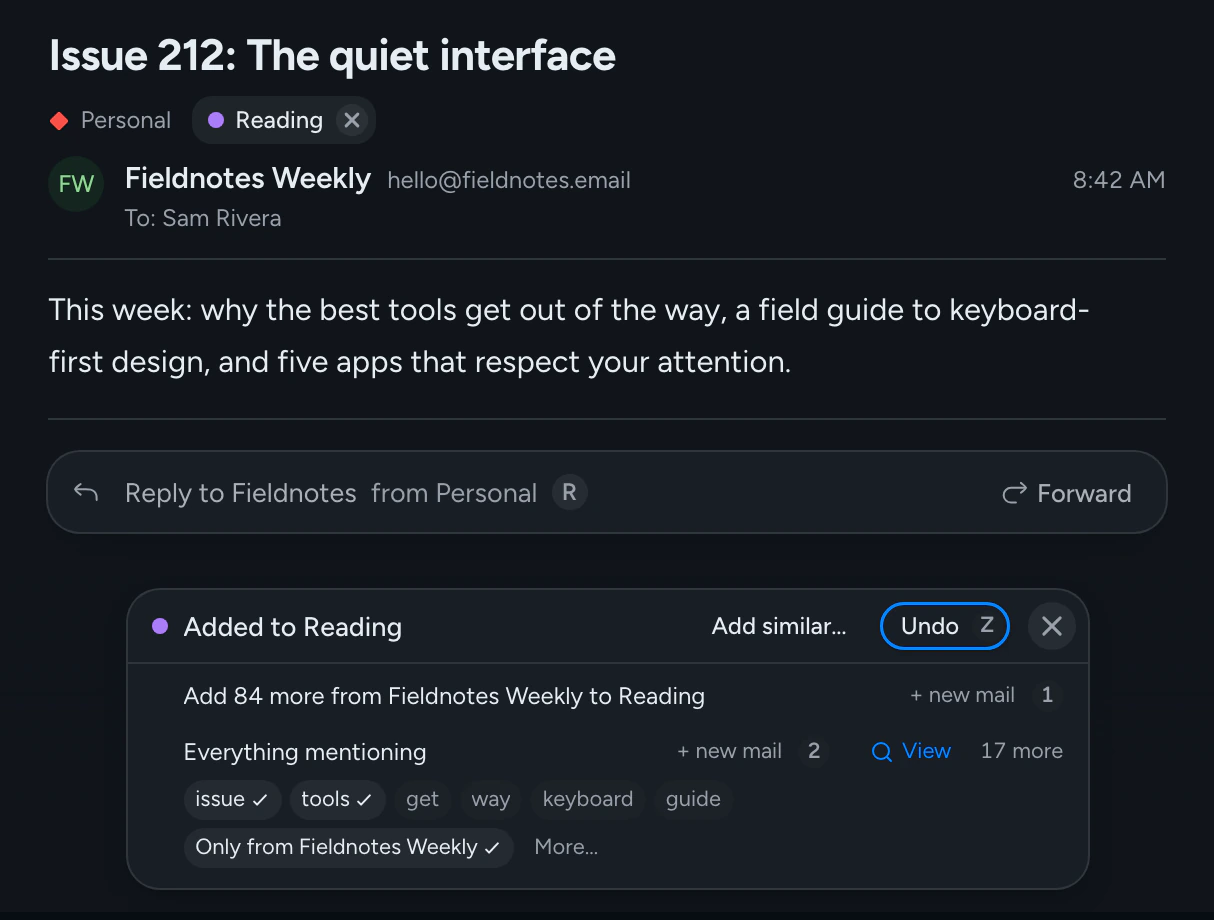 Issue 212: The quiet interface
Personal Reading
FW Fieldnotes Weekly hello@fieldnotes.email 8:42 AM
To: Sam Rivera
This week: why the best tools get out of the way, a field guide to keyboard-
first design, and five apps that respect your attention.
Reply to Fieldnotes from Personal R Forward
Added to Reading Add similar... Undo Z
Add 84 more from Fieldnotes Weekly to Reading + new mail 1
Everything mentioning + new mail 2 View 17 more
issue ✓ tools ✓ get way keyboard guide
Only from Fieldnotes Weekly ✓ More...